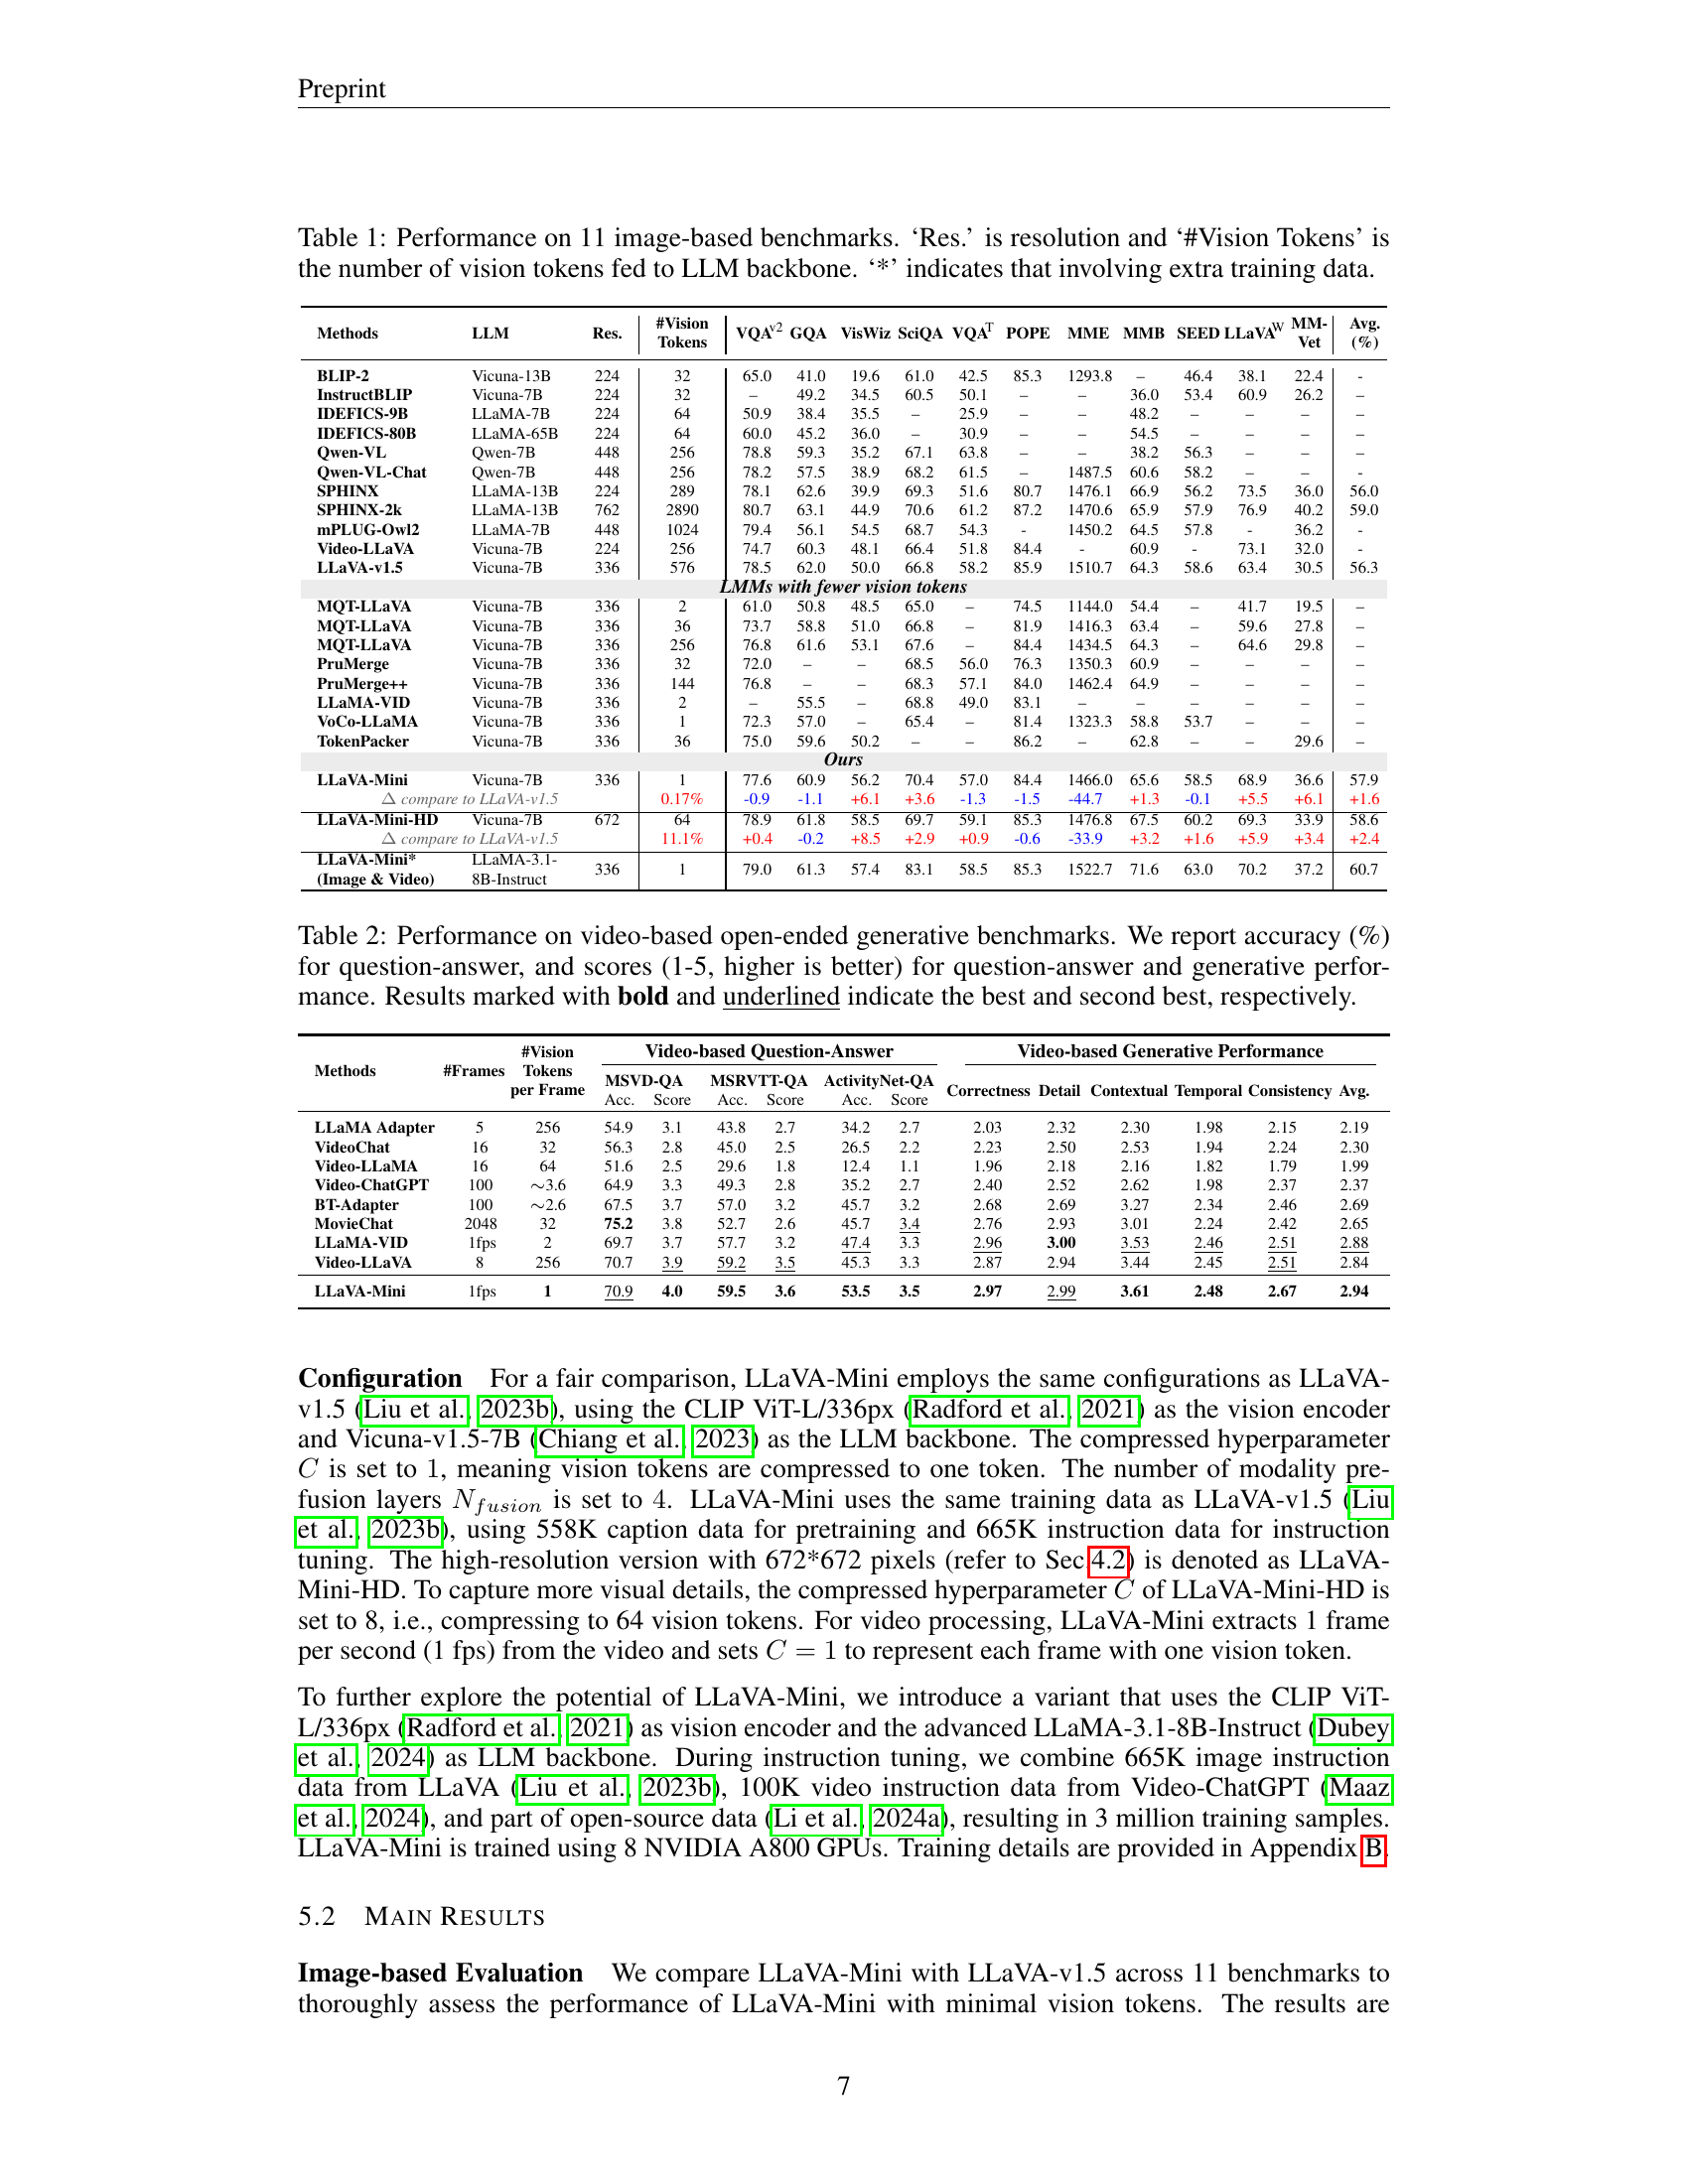 Preprint
Table 1: Performance on 11 image-based benchmarks. ‘Res.’ is resolution and ‘#Vision Tokens’ is
the number of vision tokens fed to LLM backbone. ‘*’ indicates that involving extra training data.
Methods LLM Res. #Vision Tokens VQAv2 GQA VisWiz SciQA VQAT POPE MME MMB SEED LLaVAW MM-Vet Avg. (%)
BLIP-2 Vicuna-13B 224 32 65.0 41.0 19.6 61.0 42.5 85.3 1293.8 – 46.4 38.1 22.4 -
InstructBLIP Vicuna-7B 224 32 – 49.2 34.5 60.5 50.1 – – 36.0 53.4 60.9 26.2 –
IDEFICS-9B LLaMA-7B 224 64 50.9 38.4 35.5 – 25.9 – – 48.2 – – – –
IDEFICS-80B LLaMA-65B 224 64 60.0 45.2 36.0 – 30.9 – – 54.5 – – – –
Qwen-VL Qwen-7B 448 256 78.8 59.3 35.2 67.1 63.8 – – 38.2 56.3 – – –
Qwen-VL-Chat Qwen-7B 448 256 78.2 57.5 38.9 68.2 61.5 – 1487.5 60.6 58.2 – – -
SPHINX LLaMA-13B 224 289 78.1 62.6 39.9 69.3 51.6 80.7 1476.1 66.9 56.2 73.5 36.0 56.0
SPHINX-2k LLaMA-13B 762 2890 80.7 63.1 44.9 70.6 61.2 87.2 1470.6 65.9 57.9 76.9 40.2 59.0
mPLUG-Owl2 LLaMA-7B 448 1024 79.4 56.1 54.5 68.7 54.3 - 1450.2 64.5 57.8 - 36.2 -
Video-LLaVA Vicuna-7B 224 256 74.7 60.3 48.1 66.4 51.8 84.4 - 60.9 - 73.1 32.0 -
LLaVA-v1.5 Vicuna-7B 336 576 78.5 62.0 50.0 66.8 58.2 85.9 1510.7 64.3 58.6 63.4 30.5 56.3
LMMs with fewer vision tokens
MQT-LLaVA Vicuna-7B 336 2 61.0 50.8 48.5 65.0 – 74.5 1144.0 54.4 – 41.7 19.5 –
MQT-LLaVA Vicuna-7B 336 36 73.7 58.8 51.0 66.8 – 81.9 1416.3 63.4 – 59.6 27.8 –
MQT-LLaVA Vicuna-7B 336 256 76.8 61.6 53.1 67.6 – 84.4 1434.5 64.3 – 64.6 29.8 –
PruMerge Vicuna-7B 336 32 72.0 – – 68.5 56.0 76.3 1350.3 60.9 – – – –
PruMerge++ Vicuna-7B 336 144 76.8 – – 68.3 57.1 84.0 1462.4 64.9 – – – –
LLaMA-VID Vicuna-7B 336 2 – 55.5 – 68.8 49.0 83.1 – – – – – –
VoCo-LLaMA Vicuna-7B 336 1 72.3 57.0 – 65.4 – 81.4 1323.3 58.8 53.7 – – –
TokenPacker Vicuna-7B 336 36 75.0 59.6 50.2 – – 86.2 – 62.8 – – 29.6 –
Ours
LLaVA-Mini Vicuna-7B 336 1 77.6 60.9 56.2 70.4 57.0 84.4 1466.0 65.6 58.5 68.9 36.6 57.9
Δ compare to LLaVA-v1.5 0.17% -0.9 -1.1 +6.1 +3.6 -1.3 -1.5 -44.7 +1.3 -0.1 +5.5 +6.1 +1.6
LLaVA-Mini-HD Vicuna-7B 672 64 78.9 61.8 58.5 69.7 59.1 85.3 1476.8 67.5 60.2 69.3 33.9 58.6
Δ compare to LLaVA-v1.5 11.1% +0.4 -0.2 +8.5 +2.9 +0.9 -0.6 -33.9 +3.2 +1.6 +5.9 +3.4 +2.4
LLaVA-Mini* LLaMA-3.1-
(Image & Video) 8B-Instruct 336 1 79.0 61.3 57.4 83.1 58.5 85.3 1522.7 71.6 63.0 70.2 37.2 60.7
Table 2: Performance on video-based open-ended generative benchmarks. We report accuracy (%)
for question-answer, and scores (1-5, higher is better) for question-answer and generative perfor-
mance. Results marked with bold and underlined indicate the best and second best, respectively.
Methods #Frames #Vision Tokens per Frame Video-based Question-Answer Video-based Generative Performance
MSVD-QA MSRVTT-QA ActivityNet-QA Correctness Detail Contextual Temporal Consistency Avg.
Acc. Score Acc. Score Acc. Score
LLaMA Adapter 5 256 54.9 3.1 43.8 2.7 34.2 2.7 2.03 2.32 2.30 1.98 2.15 2.19
VideoChat 16 32 56.3 2.8 45.0 2.5 26.5 2.2 2.23 2.50 2.53 1.94 2.24 2.30
Video-LLaMA 16 64 51.6 2.5 29.6 1.8 12.4 1.1 1.96 2.18 2.16 1.82 1.79 1.99
Video-ChatGPT 100 ∼3.6 64.9 3.3 49.3 2.8 35.2 2.7 2.40 2.52 2.62 1.98 2.37 2.37
BT-Adapter 100 ∼2.6 67.5 3.7 57.0 3.2 45.7 3.2 2.68 2.69 3.27 2.34 2.46 2.69
MovieChat 2048 32 75.2 3.8 52.7 2.6 45.7 3.4 2.76 2.93 3.01 2.24 2.42 2.65
LLaMA-VID 1fps 2 69.7 3.7 57.7 3.2 47.4 3.3 2.96 3.00 3.53 2.46 2.51 2.88
Video-LLaVA 8 256 70.7 3.9 59.2 3.5 45.3 3.3 2.87 2.94 3.44 2.45 2.51 2.84
LLaVA-Mini 1fps 1 70.9 4.0 59.5 3.6 53.5 3.5 2.97 2.99 3.61 2.48 2.67 2.94
Configuration For a fair comparison, LLaVA-Mini employs the same configurations as LLaVA-
v1.5 (Liu et al., 2023b), using the CLIP ViT-L/336px (Radford et al., 2021) as the vision encoder
and Vicuna-v1.5-7B (Chiang et al., 2023) as the LLM backbone. The compressed hyperparameter
C is set to 1, meaning vision tokens are compressed to one token. The number of modality pre-
fusion layers Nfusion is set to 4. LLaVA-Mini uses the same training data as LLaVA-v1.5 (Liu
et al., 2023b), using 558K caption data for pretraining and 665K instruction data for instruction
tuning. The high-resolution version with 672*672 pixels (refer to Sec.4.2) is denoted as LLaVA-
Mini-HD. To capture more visual details, the compressed hyperparameter C of LLaVA-Mini-HD is
set to 8, i.e., compressing to 64 vision tokens. For video processing, LLaVA-Mini extracts 1 frame
per second (1 fps) from the video and sets C = 1 to represent each frame with one vision token.
To further explore the potential of LLaVA-Mini, we introduce a variant that uses the CLIP ViT-
L/336px (Radford et al., 2021) as vision encoder and the advanced LLaMA-3.1-8B-Instruct (Dubey
et al., 2024) as LLM backbone. During instruction tuning, we combine 665K image instruction
data from LLaVA (Liu et al., 2023b), 100K video instruction data from Video-ChatGPT (Maaz
et al., 2024), and part of open-source data (Li et al., 2024a), resulting in 3 million training samples.
LLaVA-Mini is trained using 8 NVIDIA A800 GPUs. Training details are provided in Appendix B.
5.2 MAIN RESULTS
Image-based Evaluation We compare LLaVA-Mini with LLaVA-v1.5 across 11 benchmarks to
thoroughly assess the performance of LLaVA-Mini with minimal vision tokens. The results are
7